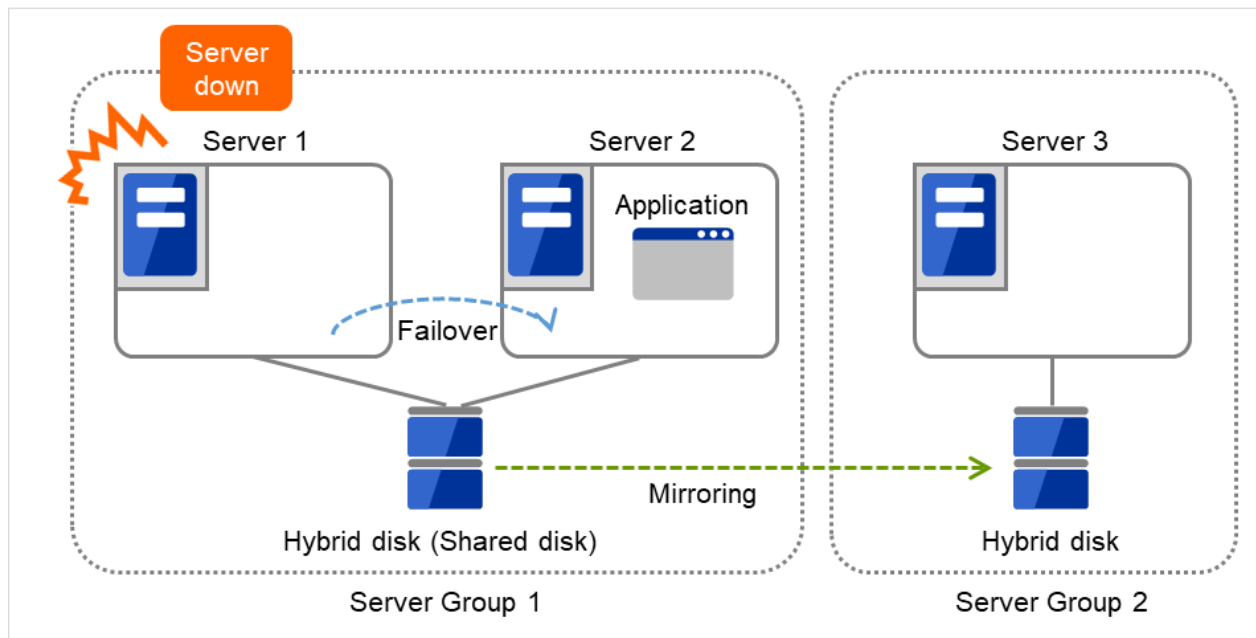 Server
down
Server 1
Server 2
Server 3
Application
Failover
Mirroring
Hybrid disk (Shared disk)
Hybrid disk
Server Group 1
Server Group 2